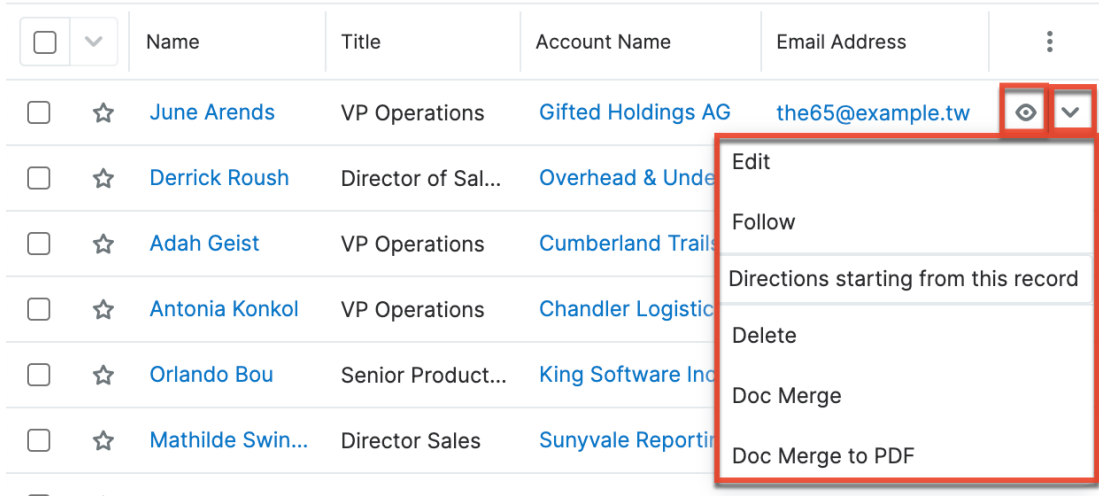 Name Title Account Name Email Address
June Arends VP Operations Gifted Holdings AG the65@example.tw
Edit
Derrick Roush Director of Sal... Overhead & Unde
Follow
Adah Geist VP Operations Cumberland Trails
Directions starting from this record
Antonia Konkol VP Operations Chandler Logistic
Delete
Orlando Bou Senior Product... King Software Inc
Doc Merge
Mathilde Swin... Director Sales Sunyvale Reportin
Doc Merge to PDF